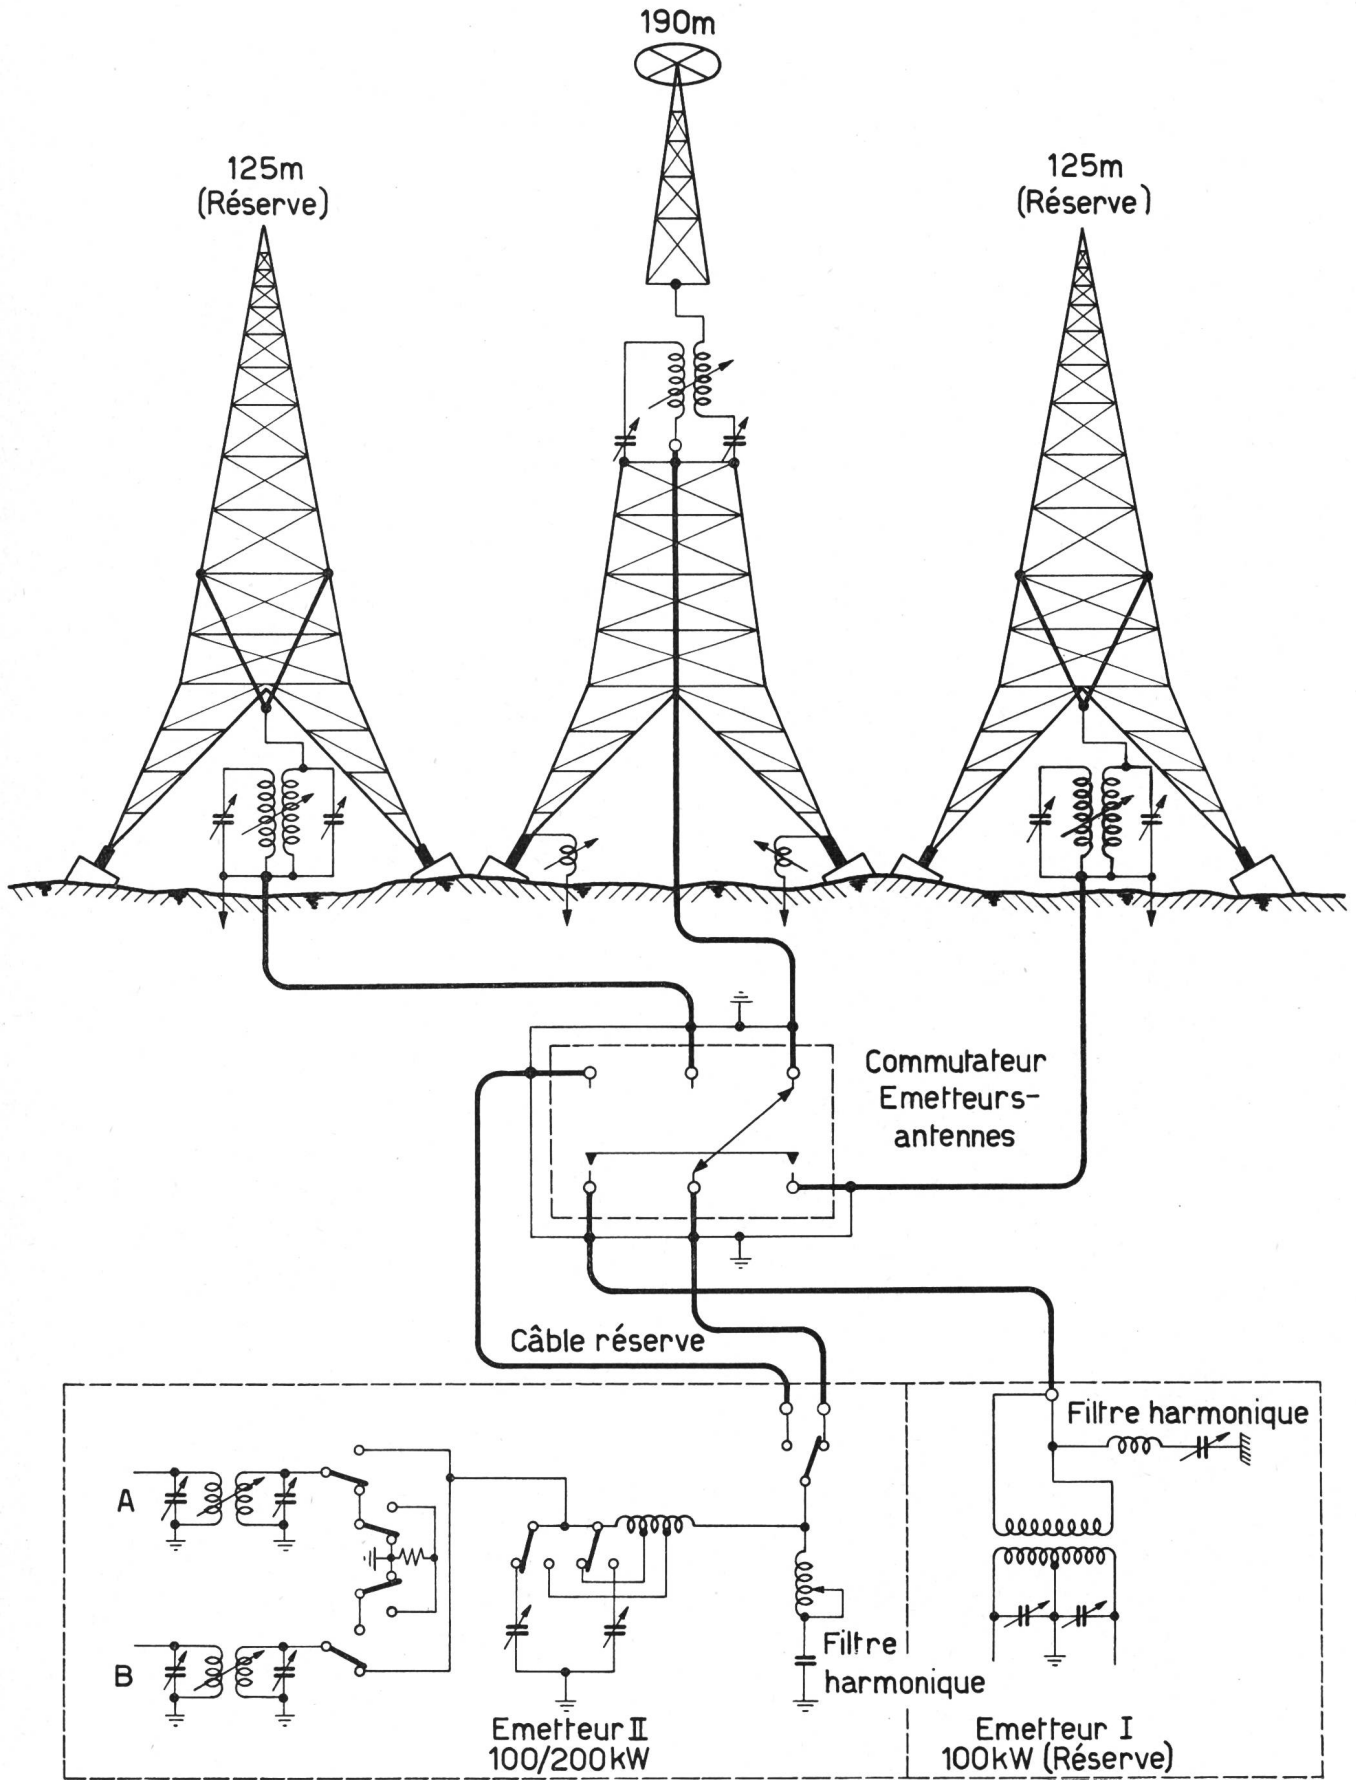 190m
125m
(Réserve)
125m
(Réserve)
Commutateur
Emetteurs-
antennes
Câble réserve
Filtre harmonique
A
B
Filtre
harmonique
Emetteur II
100/200kW
Emetteur I
100kW (Réserve)